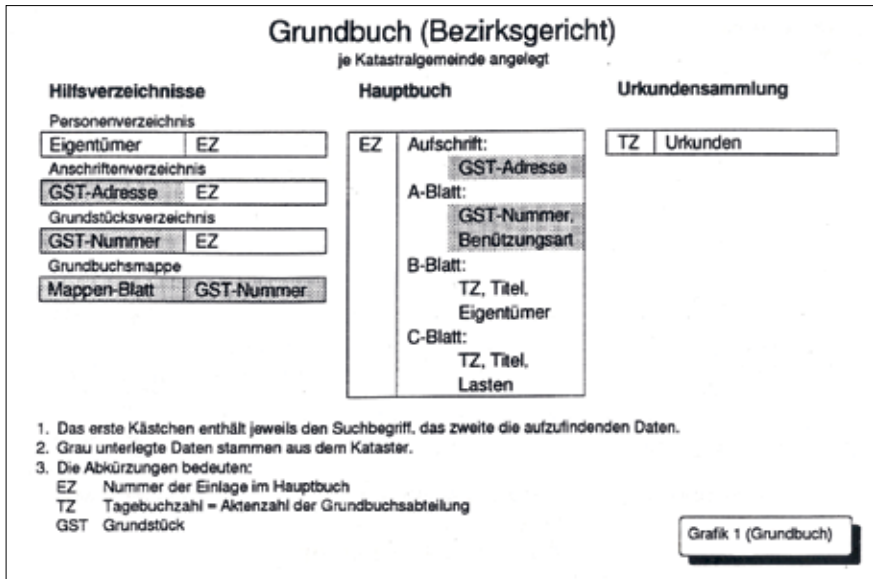 Grundbuch (Bezirksgericht)
je Katastralgemeinde angelegt
Hilfsverzeichnisse
Personenverzeichnis
Eigentümer EZ
Anschriftenverzeichnis
GST-Adresse EZ
Grundstücksverzeichnis
GST-Nummer EZ
Grundbuchsmappe
Mappen-Blatt GST-Nummer
Hauptbuch
EZ Aufschrift:
GST-Adresse
A-Blatt:
GST-Nummer,
Benützungsart
B-Blatt:
TZ, Titel,
Eigentümer
C-Blatt:
TZ, Titel,
Lasten
Urkundensammlung
TZ Urkunden
1. Das erste Kästchen enthält jeweils den Suchbegriff, das zweite die aufzufindenden Daten.
2. Grau unterlegte Daten stammen aus dem Kataster.
3. Die Abkürzungen bedeuten:
EZ Nummer der Einlage im Hauptbuch
TZ Tagebuchzahl = Aktenzahl der Grundbuchsabteilung
GST Grundstück
Grafik 1 (Grundbuch)